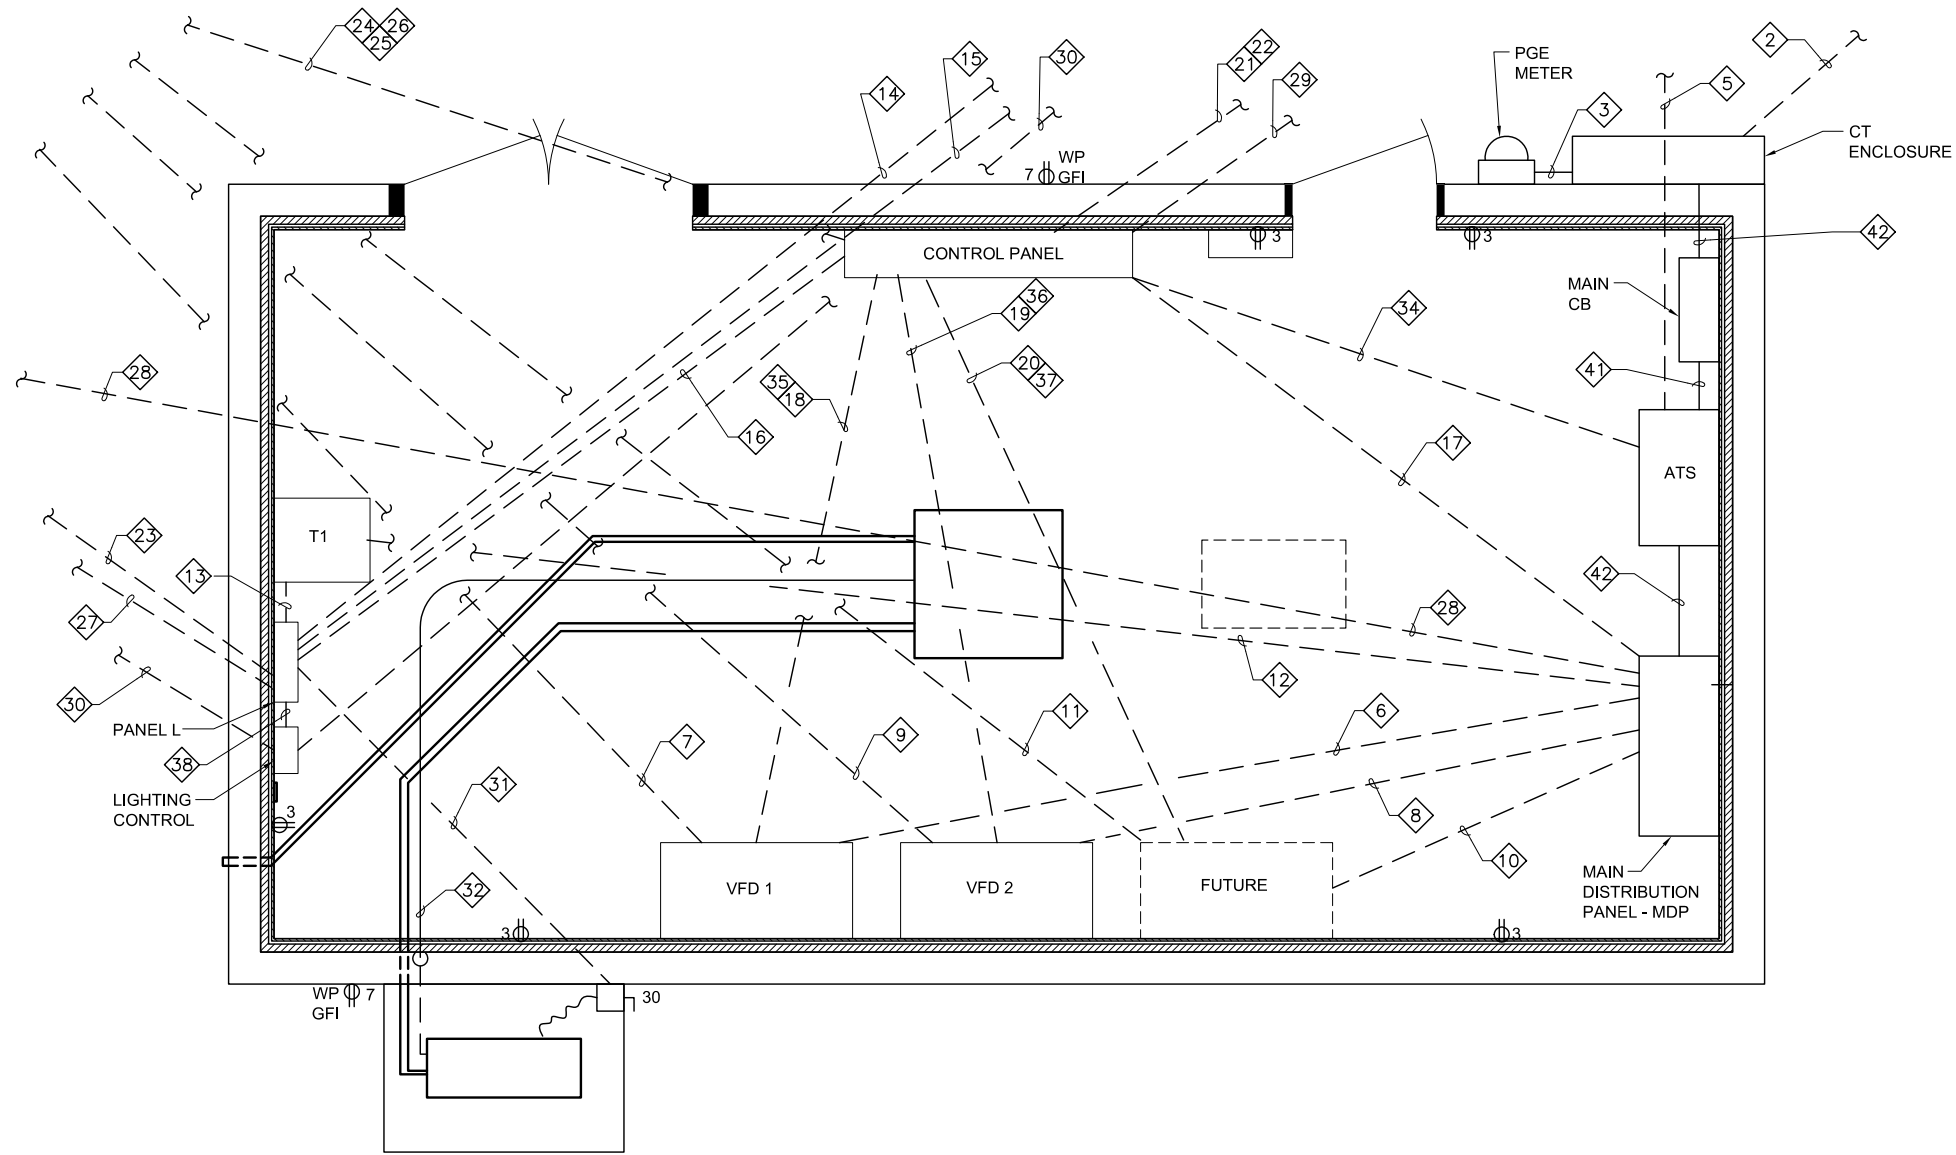 24 26
25
15
30
22
21
14
29
PGE
METER
2
5
3
CT
ENCLOSURE
WP
7
GFI
3
3
42
CONTROL PANEL
MAIN
CB
36
19
34
20
37
35
18
41
28
16
17
ATS
T1
23
13
42
27
28
12
30
PANEL L
38
7
9
11
6
31
8
LIGHTING
CONTROL
3
10
32
VFD 1
VFD 2
FUTURE
MAIN
DISTRIBUTION
PANEL - MDP
3
3
WP
7
GFI
30